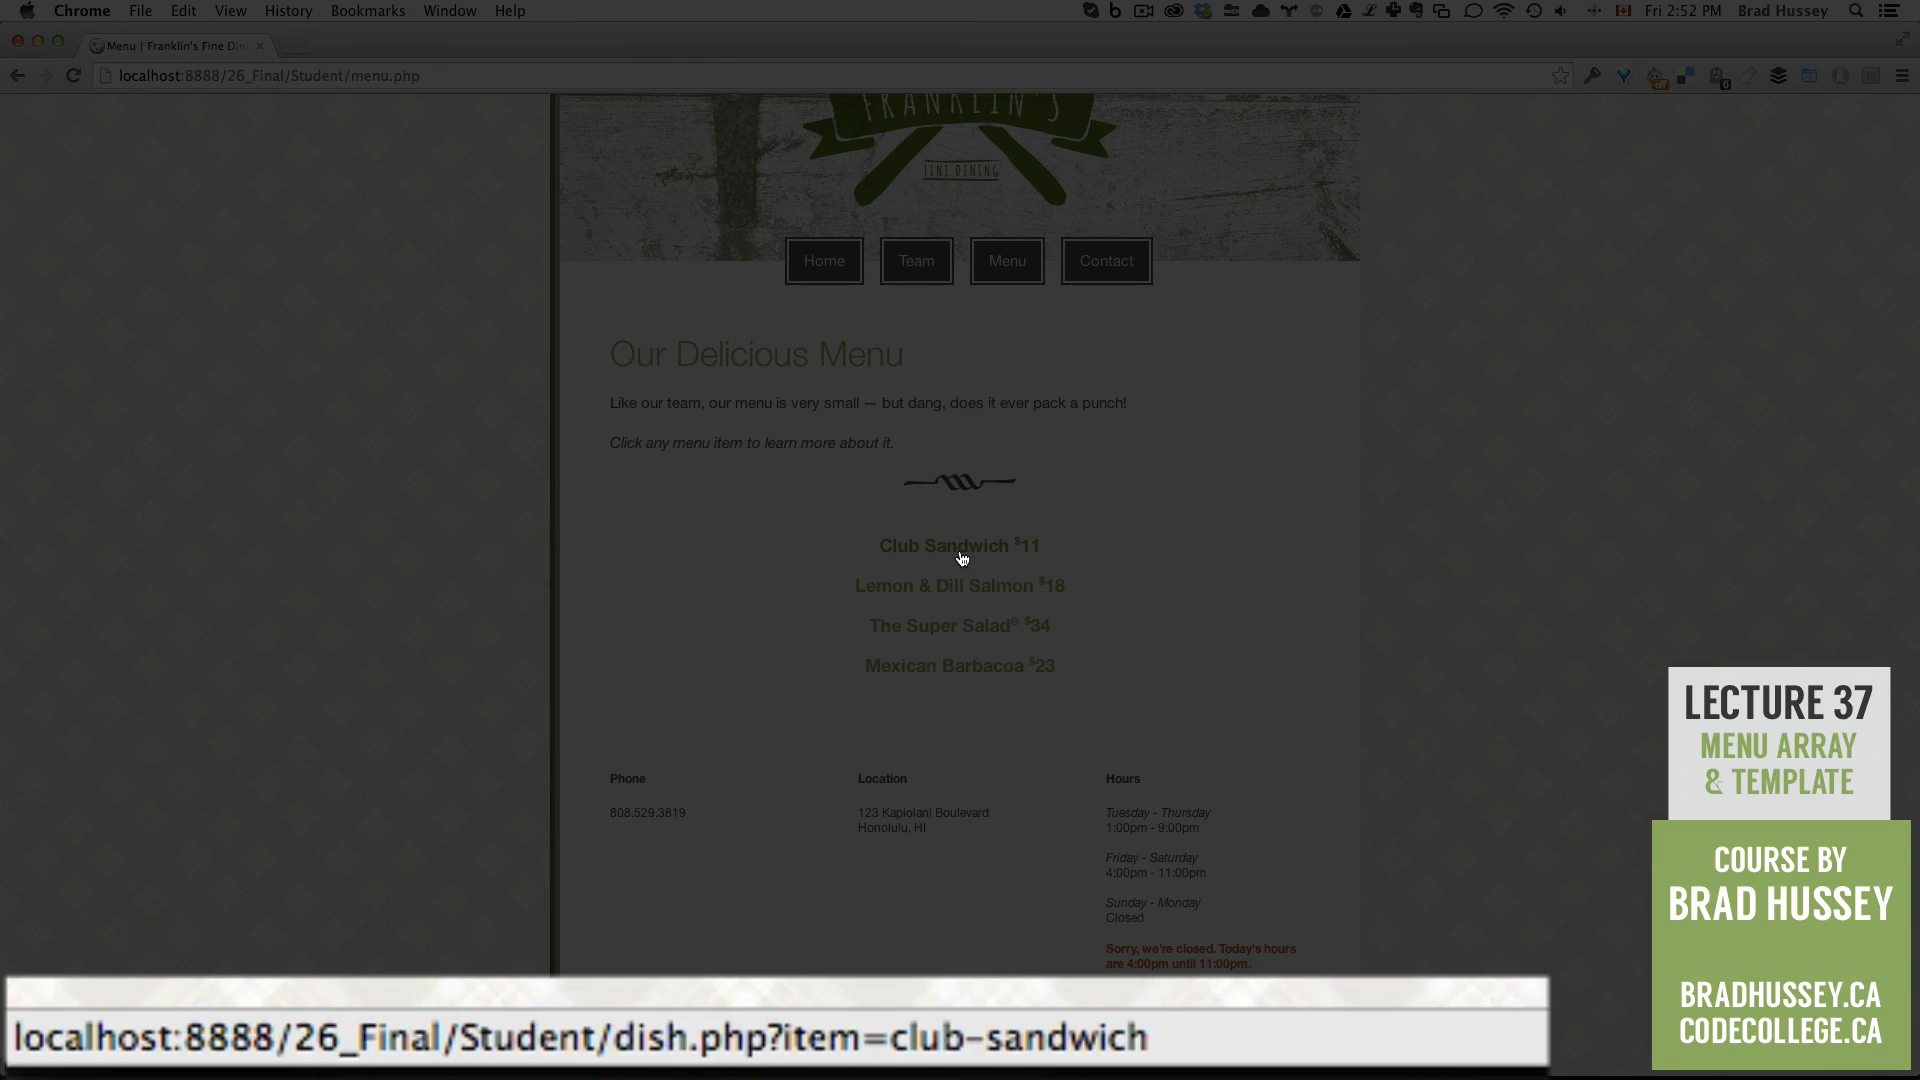 Chrome File Edit View History Bookmarks Window Help
Fri 2:52 PM Brad Hussey
Menu | Franklin's Fine Din
localhost:8888/26_Final/Student/menu.php
FRANKLIN'S
FINE DINING
Home Team Menu Contact
Our Delicious Menu
Like our team, our menu is very small — but dang, does it ever pack a punch!
Click any menu item to learn more about it.
Club Sandwich $11
Lemon & Dill Salmon $18
The Super Salad® $34
Mexican Barbacoa $23
Phone
808.529.3819
Location
123 Kapiolani Boulevard
Honolulu, HI
Hours
Tuesday - Thursday
1:00pm - 9:00pm
Friday - Saturday
4:00pm - 11:00pm
Sunday - Monday
Closed
Sorry, we're closed. Today's hours
are 4:00pm until 11:00pm.
localhost:8888/26_Final/Student/dish.php?item=club-sandwich
LECTURE 37
MENU ARRAY
& TEMPLATE
COURSE BY
BRAD HUSSEY
BRADHUSSEY.CA
CODECOLLEGE.CA